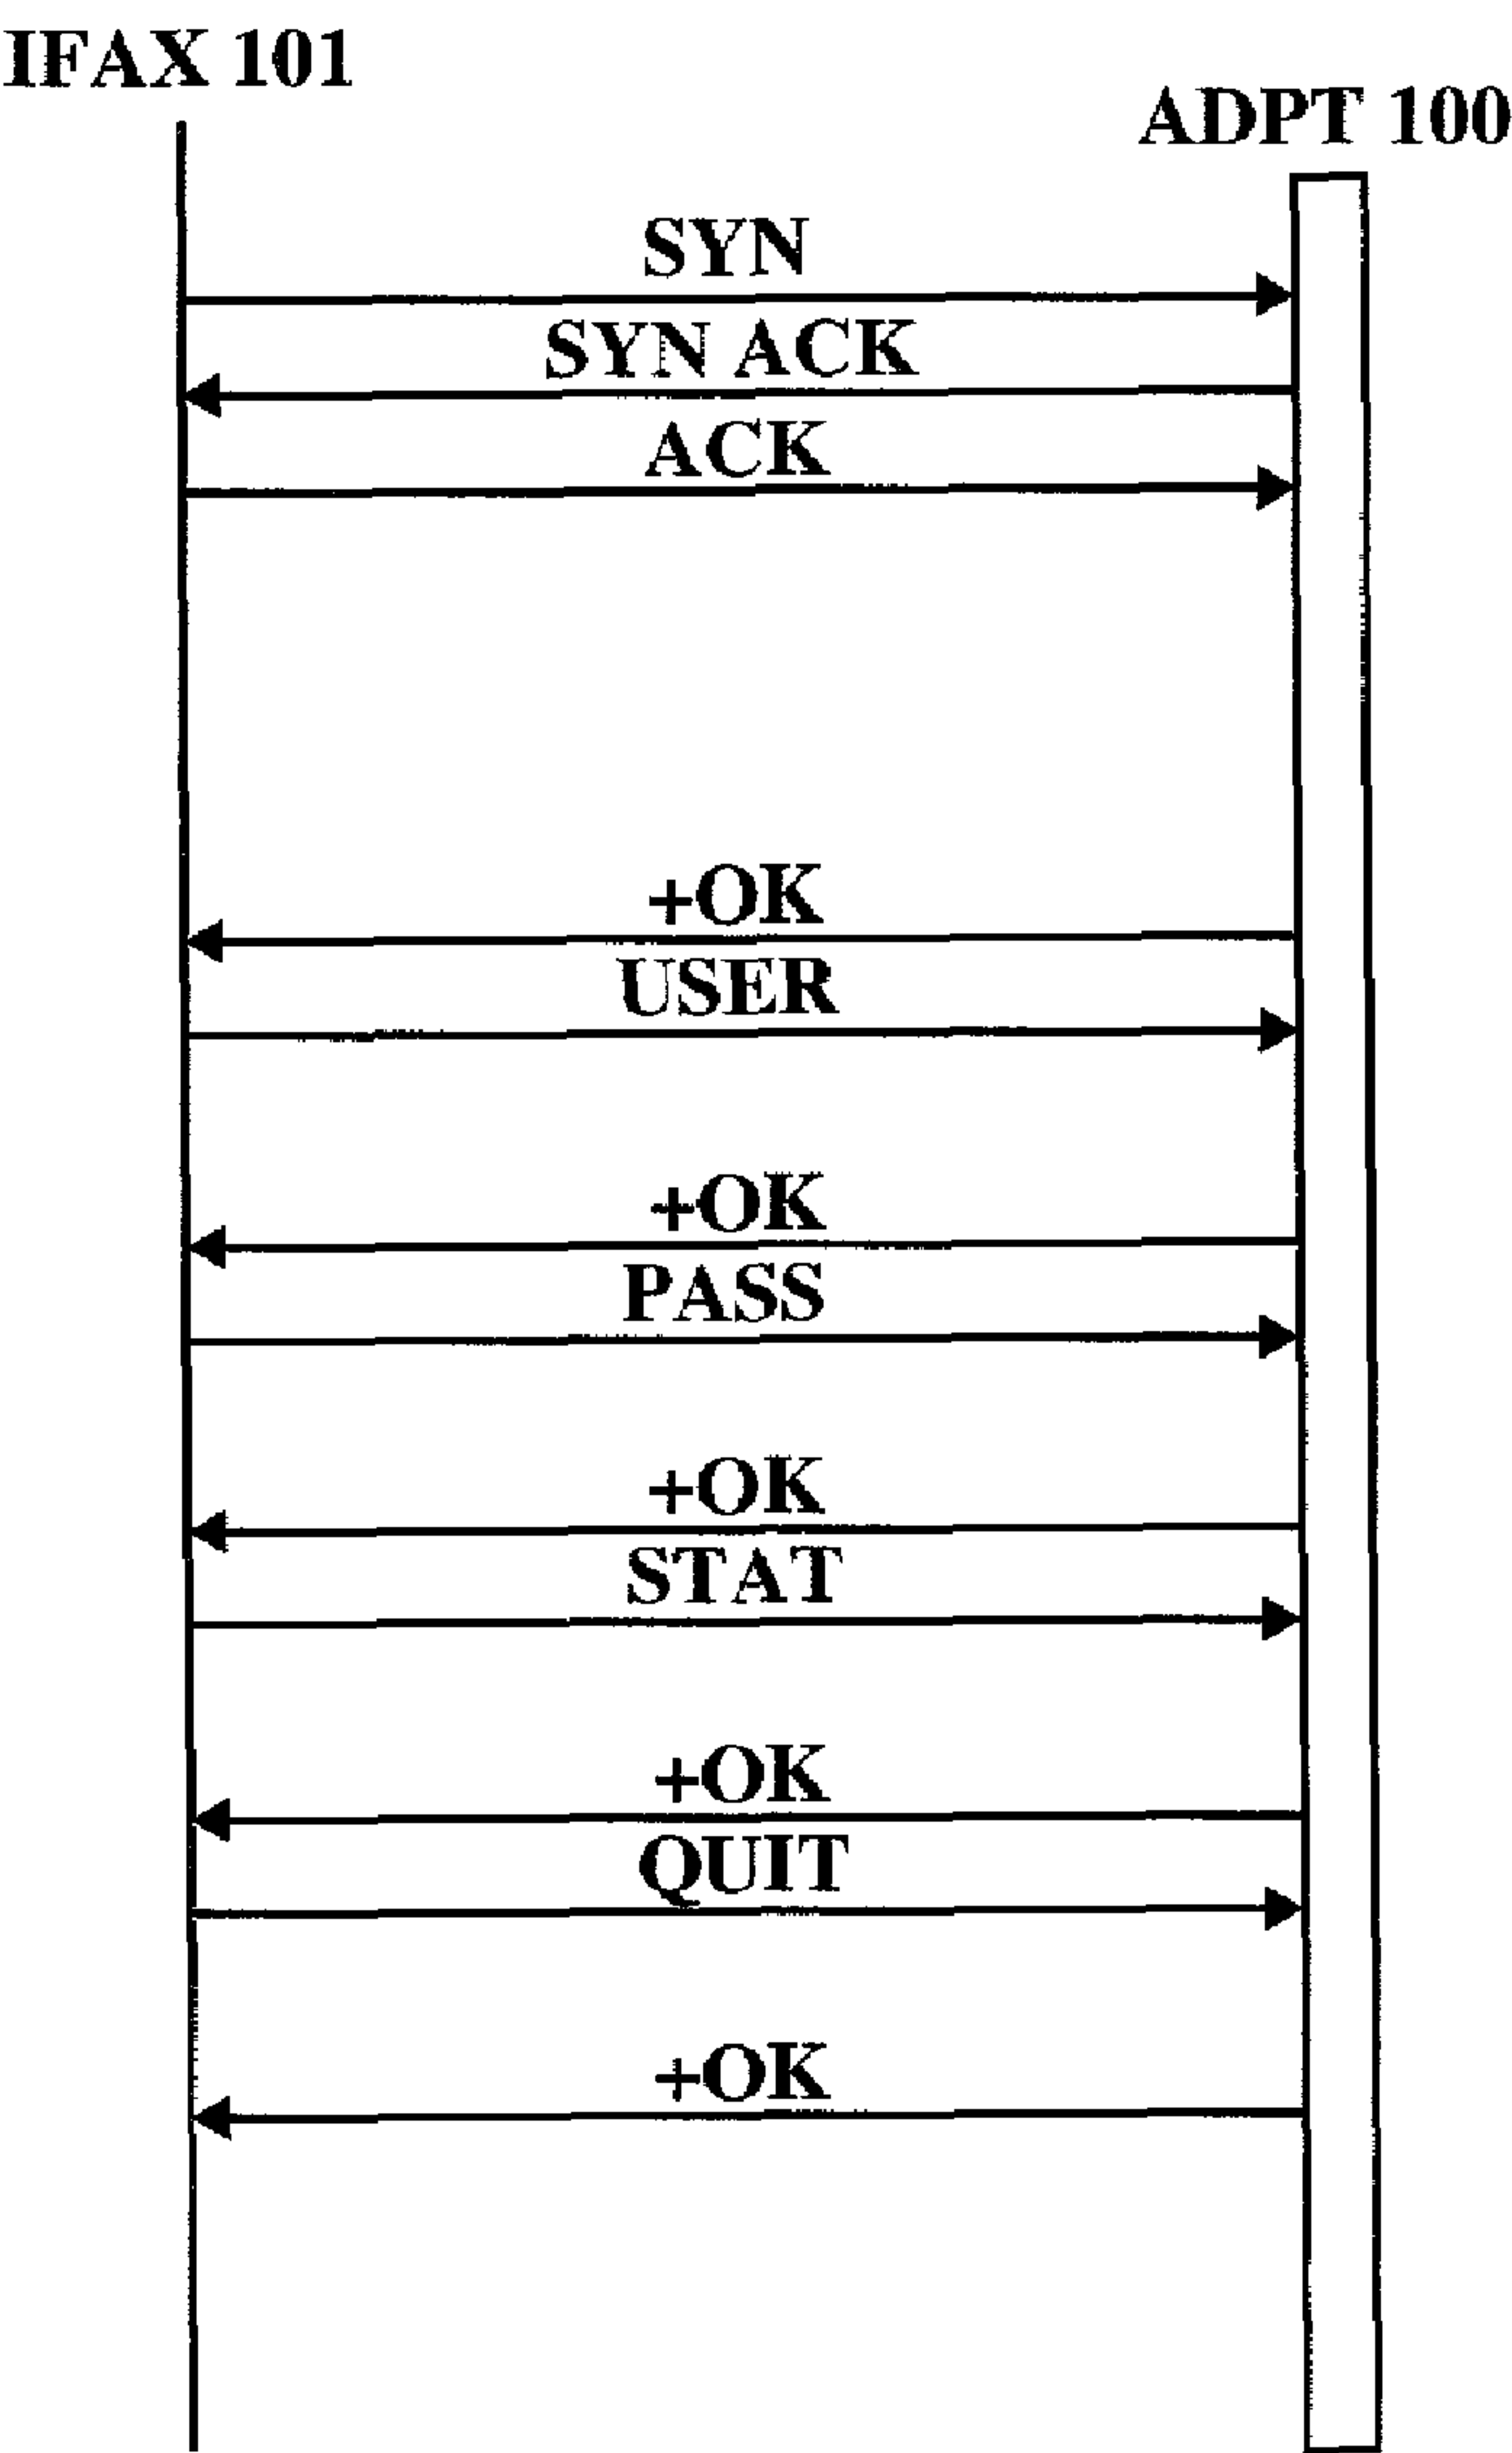 IFAX 101
ADPT 100
SYN
SYN ACK
ACK
+OK
USER
+OK
PASS
+OK
STAT
+OK
QUIT
+OK